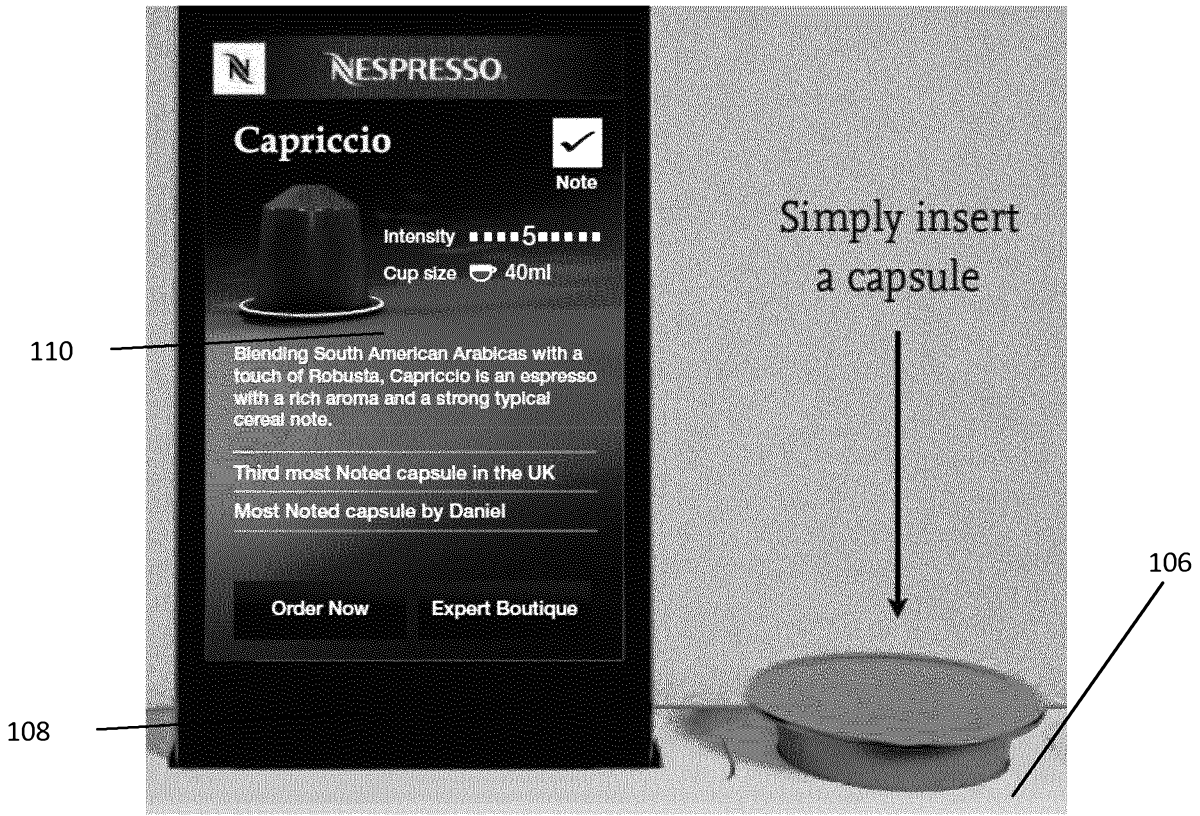 N
NESPRESSO.
Capriccio
Note
Intensity 5
Cup size 40ml
Blending South American Arabicas with a
touch of Robusta, Capriccio is an espresso
with a rich aroma and a strong typical
cereal note.
Third most Noted capsule in the UK
Most Noted capsule by Daniel
Order Now Expert Boutique
Simply insert
a capsule
110
108
106